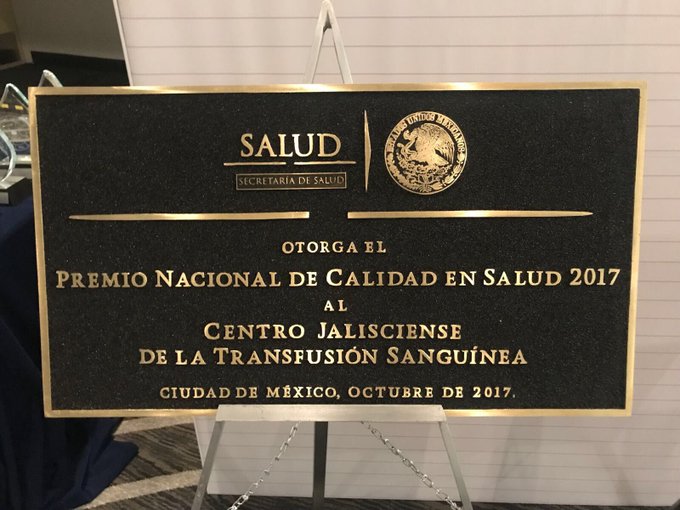 SALUD
SECRETARÍA DE SALUD
ESTADOS UNIDOS MEXICANOS
OTORGA EL
PREMIO NACIONAL DE CALIDAD EN SALUD 2017
AL
CENTRO JALISCIENSE
DE LA TRANSFUSIÓN SANGUÍNEA
CIUDAD DE MÉXICO, OCTUBRE DE 2017.